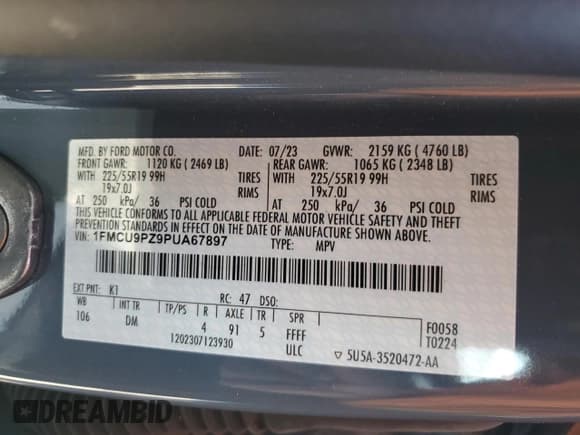 MFD. BY FORD MOTOR CO. DATE: 07/23 GVWR: 2159 KG ( 4760 LB)
FRONT GAWR: 1120 KG ( 2469 LB) REAR GAWR: 1065 KG ( 2348 LB)
WITH 225/55R19 99H TIRES WITH 225/55R19 99H TIRES
19x7.0J RIMS 19x7.0J RIMS
AT 250 kPa/ 36 PSI COLD AT 250 kPa/ 36 PSI COLD
THIS VEHICLE CONFORMS TO ALL APPLICABLE FEDERAL MOTOR VEHICLE SAFETY AND THEFT
PREVENTION STANDARDS IN EFFECT ON THE DATE OF MANUFACTURE SHOWN ABOVE.
VIN: 1FMCU9PZ9PUA67897 TYPE: MPV
EXT PNT: K1 RC: 47 DSO:
WB INT TR TP/PS R AXLE TR SPR
106 DM 4 91 5 FFFF
F0058
T0224
1202307123930 ULC ▽ 5U5A-3520472-AA
DREAMBID